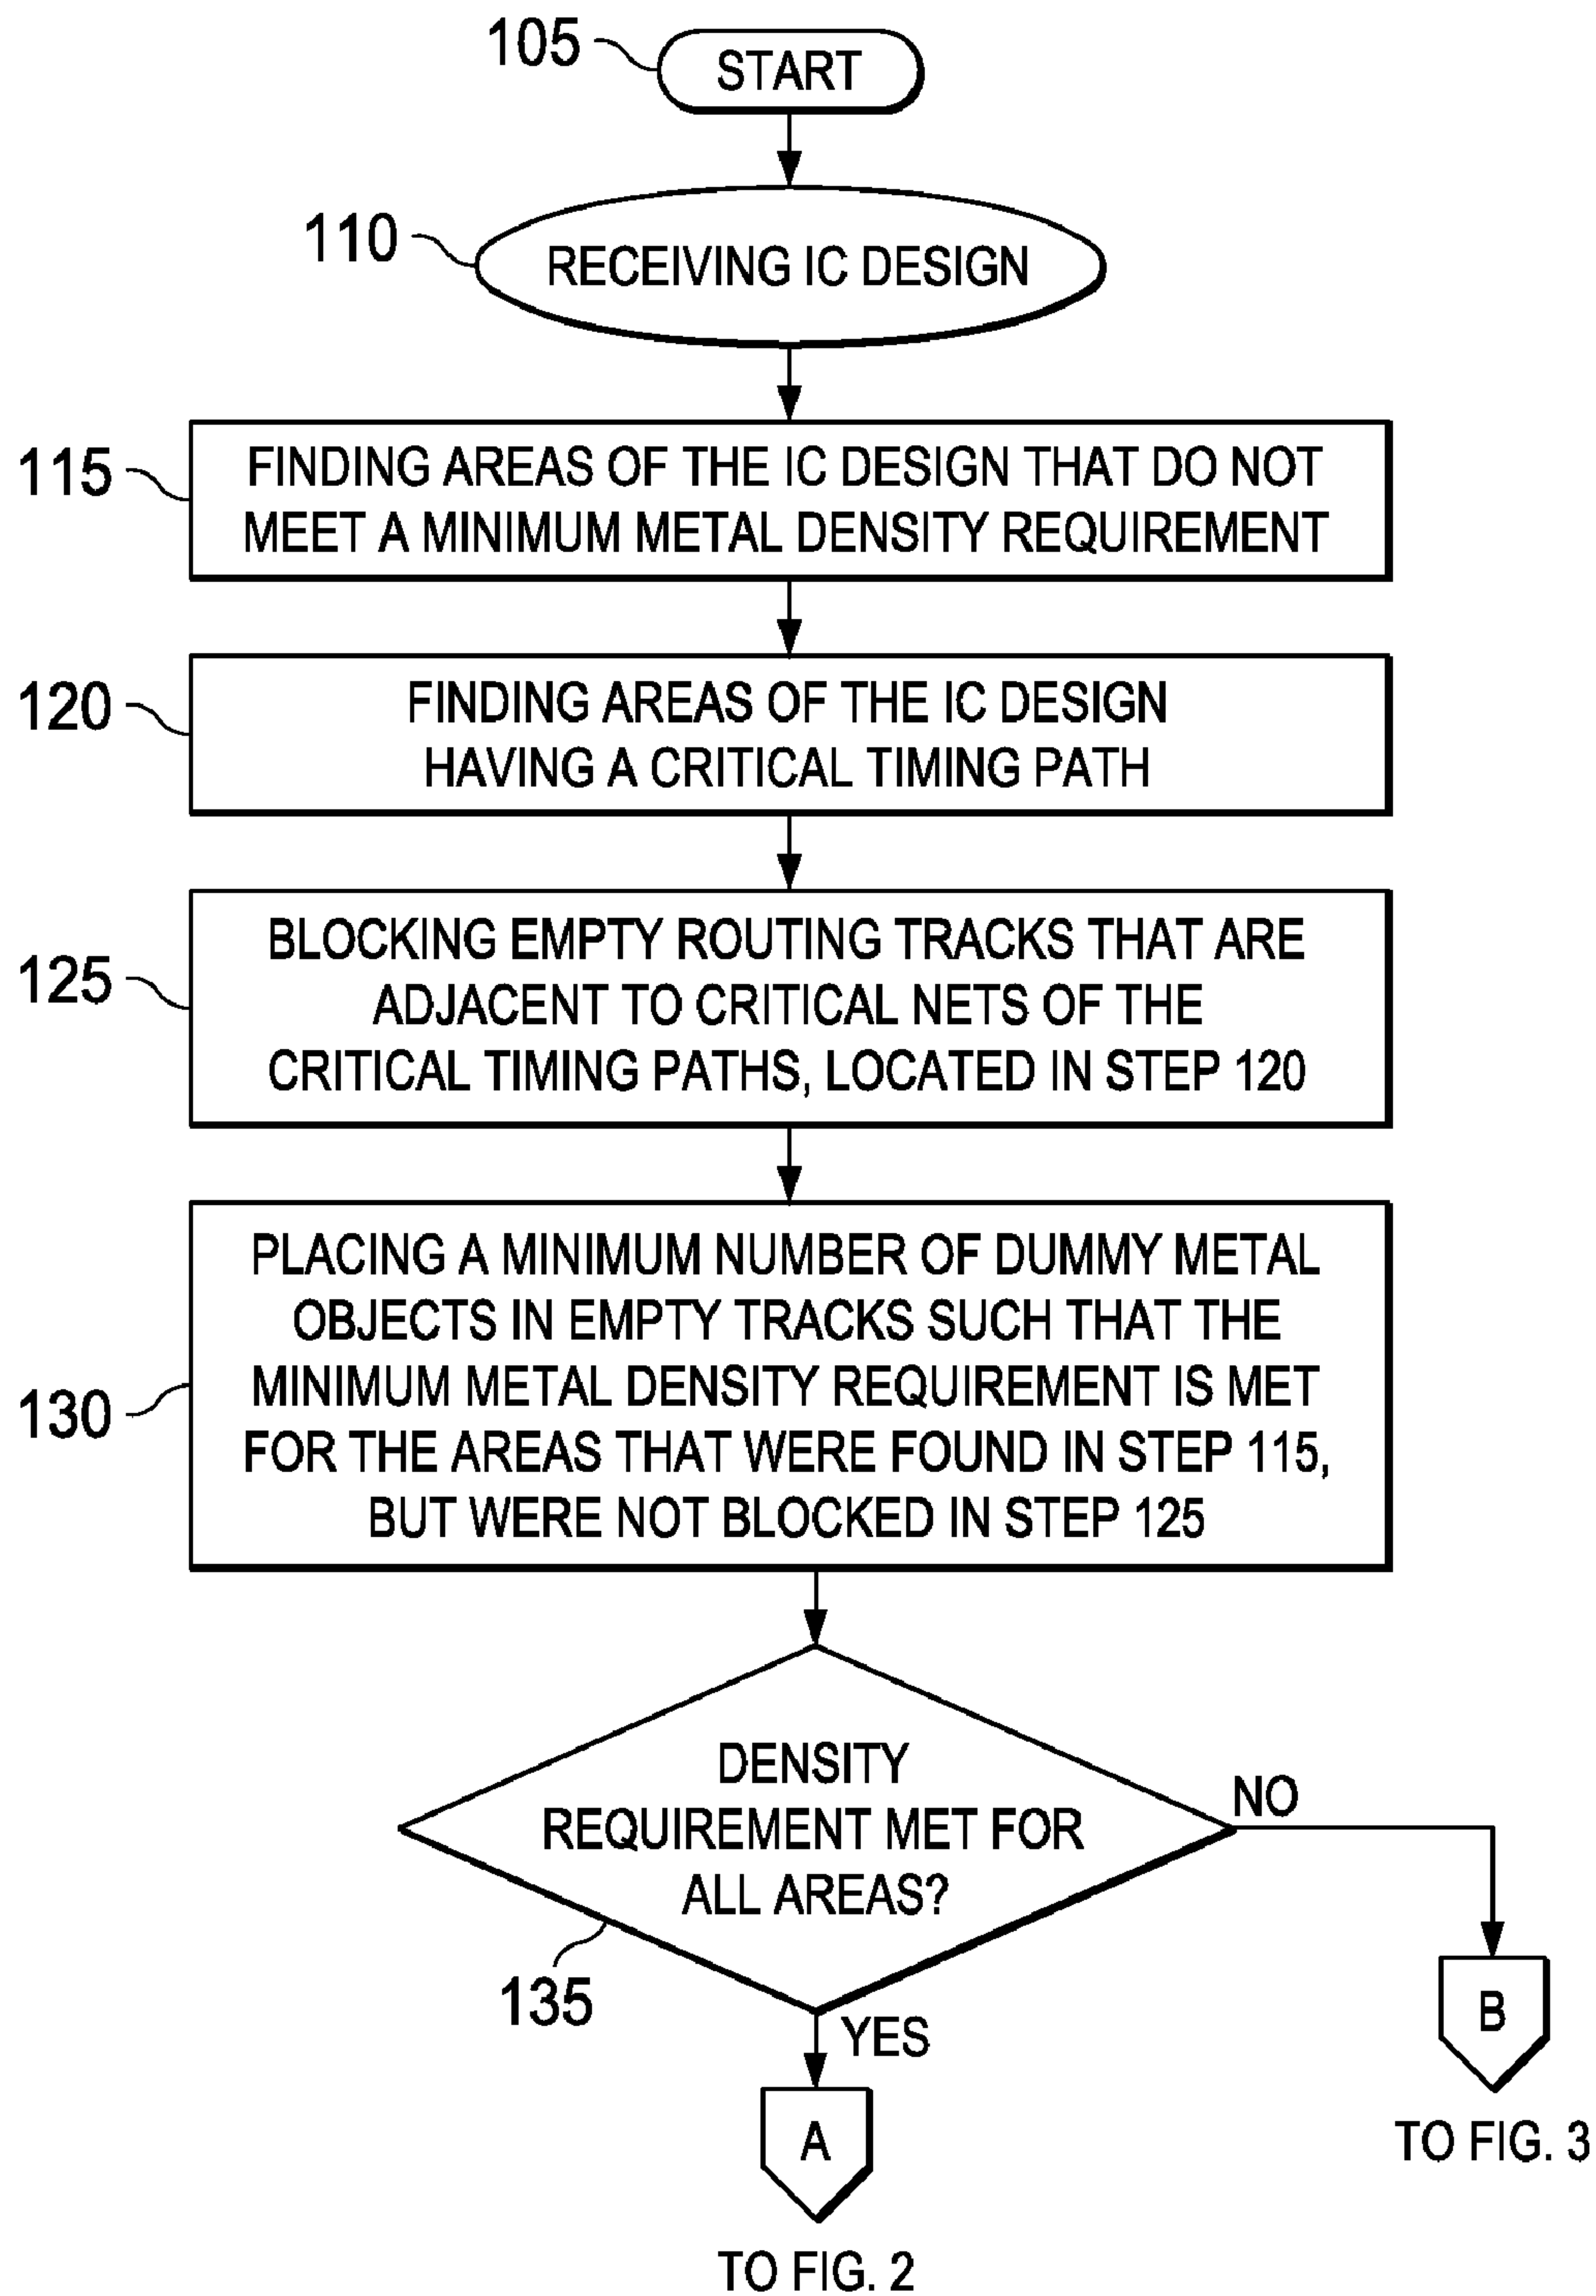 105
START
110
RECEIVING IC DESIGN
115
FINDING AREAS OF THE IC DESIGN THAT DO NOT
MEET A MINIMUM METAL DENSITY REQUIREMENT
120
FINDING AREAS OF THE IC DESIGN
HAVING A CRITICAL TIMING PATH
125
BLOCKING EMPTY ROUTING TRACKS THAT ARE
ADJACENT TO CRITICAL NETS OF THE
CRITICAL TIMING PATHS, LOCATED IN STEP 120
130
PLACING A MINIMUM NUMBER OF DUMMY METAL
OBJECTS IN EMPTY TRACKS SUCH THAT THE
MINIMUM METAL DENSITY REQUIREMENT IS MET
FOR THE AREAS THAT WERE FOUND IN STEP 115,
BUT WERE NOT BLOCKED IN STEP 125
DENSITY
REQUIREMENT MET FOR
ALL AREAS?
135
NO
YES
B
TO FIG. 3
A
TO FIG. 2